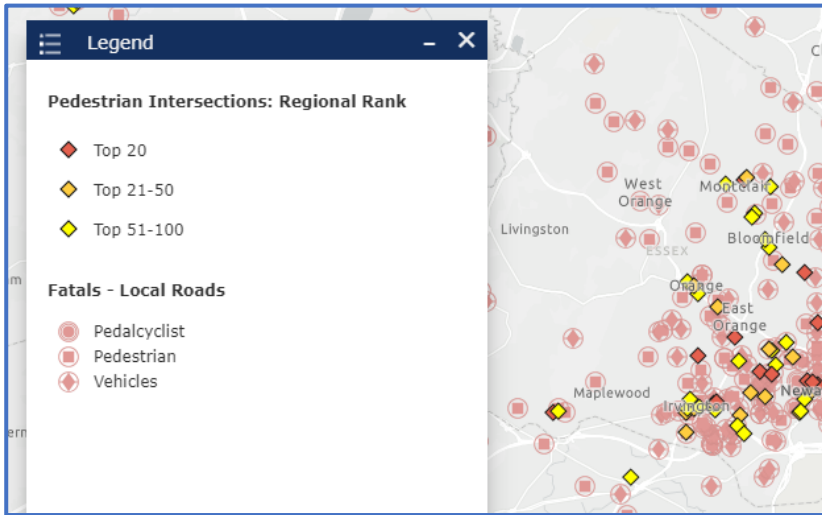 Legend
Pedestrian Intersections: Regional Rank
Top 20
Top 21-50
Top 51-100
Fatals - Local Roads
Pedalcyclist
Pedestrian
Vehicles
West
Orange
Montclair
Livingston
Bloomfield
ESSEX
Orange
East
Orange
Maplewood
Irvington